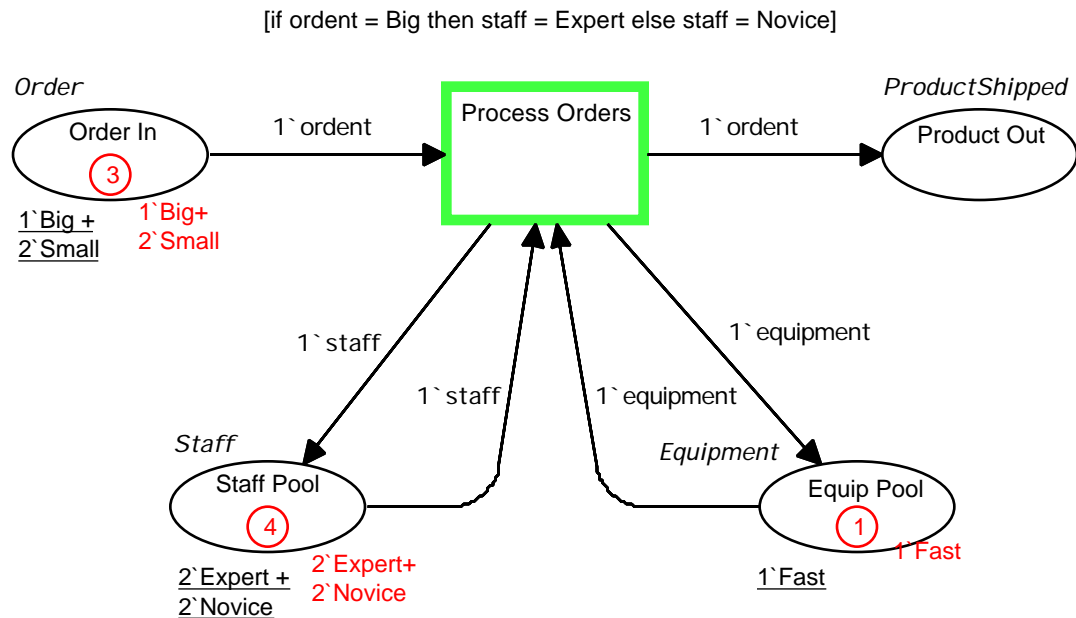 [if ordent = Big then staff = Expert else staff = Novice]
Order
ProductShipped
Order In
3
1`Big +
2`Small
1`Big+
2`Small
1`ordent
Process Orders
1`ordent
Product Out
1`staff
1`staff
1`equipment
1`equipment
Staff
Staff Pool
4
2`Expert +
2`Novice
2`Expert+
2`Novice
Equipment
Equip Pool
1
1`Fast
1`Fast